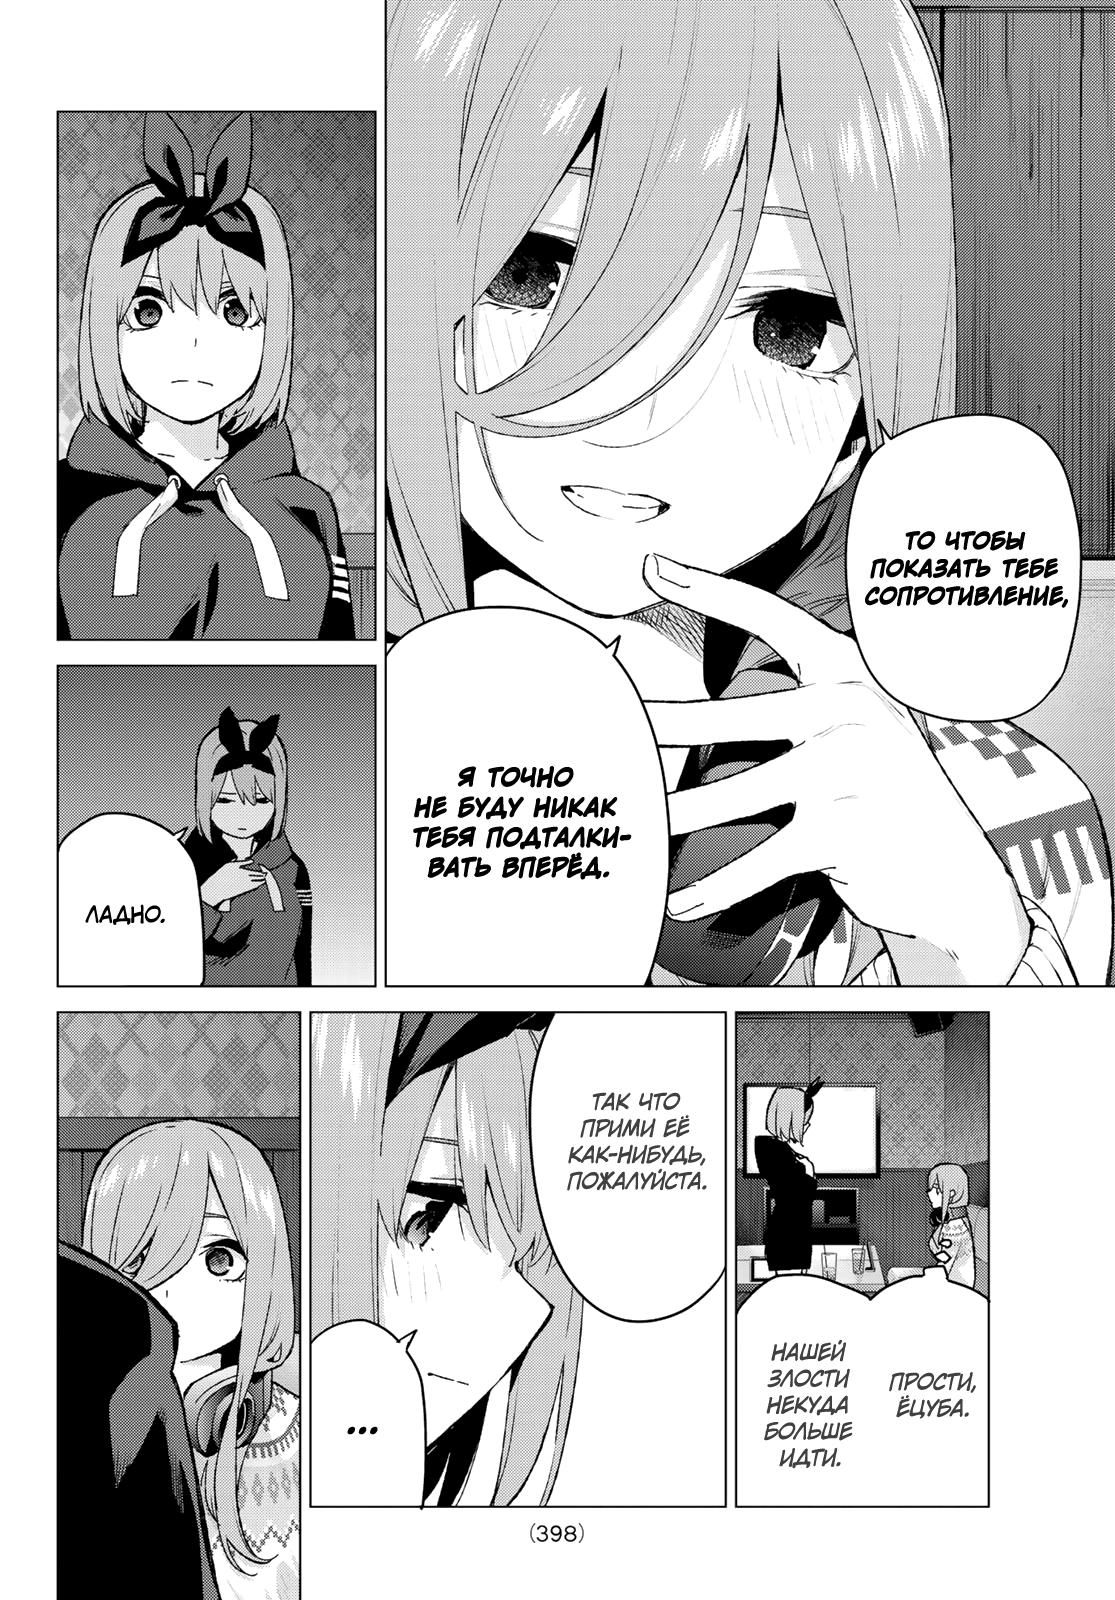 ТО ЧТОБЫ
ПОКАЗАТЬ ТЕБЕ
СОПРОТИВЛЕНИЕ,
Я ТОЧНО
НЕ БУДУ НИКАК
ТЕБЯ ПОДТАЛКИ-
ВАТЬ ВПЕРЁД.
ЛАДНО.
ПРОСТИ,
ЁЦУБА.
НАШЕЙ
ЗЛОСТИ
НЕКУДА
БОЛЬШЕ
ИДТИ.
ТАК ЧТО
ПРИМИ ЕЁ
КАК-НИБУДЬ,
ПОЖАЛУЙСТА.
...
(398)